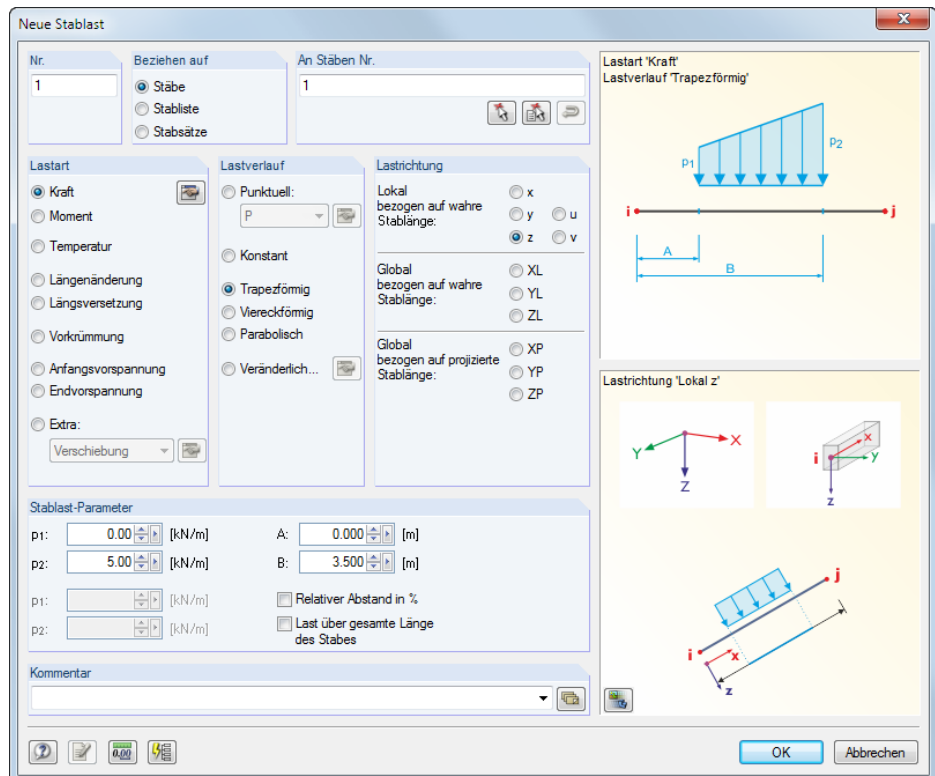 Neue Stablast
Nr.
1
Beziehen auf
Stäbe
Stabliste
Stabsätze
An Stäben Nr.
1
Lastart
Kraft
Moment
Temperatur
Längenänderung
Längsversetzung
Vorkrümmung
Anfangsvorspannung
Endvorspannung
Extra:
Verschiebung
Lastverlauf
Punktuell:
P
Konstant
Trapezförmig
Viereckförmig
Parabolisch
Veränderlich...
Lastrichtung
Lokal
bezogen auf wahre
Stablänge:
x
y
u
z
v
Global
bezogen auf wahre
Stablänge:
XL
YL
ZL
Global
bezogen auf projizierte
Stablänge:
XP
YP
ZP
Stablast-Parameter
p1: 0.00 [kN/m]
A: 0.000 [m]
p2: 5.00 [kN/m]
B: 3.500 [m]
p1: [kN/m]
Relativer Abstand in %
p2: [kN/m]
Last über gesamte Länge
des Stabes
Kommentar
0.00
OK
Abbrechen
Lastart 'Kraft'
Lastverlauf 'Trapezförmig'
p2
p1
i
j
A
B
Lastrichtung 'Lokal z'
Y
X
Z
i
x
y
z
j
i
x
z